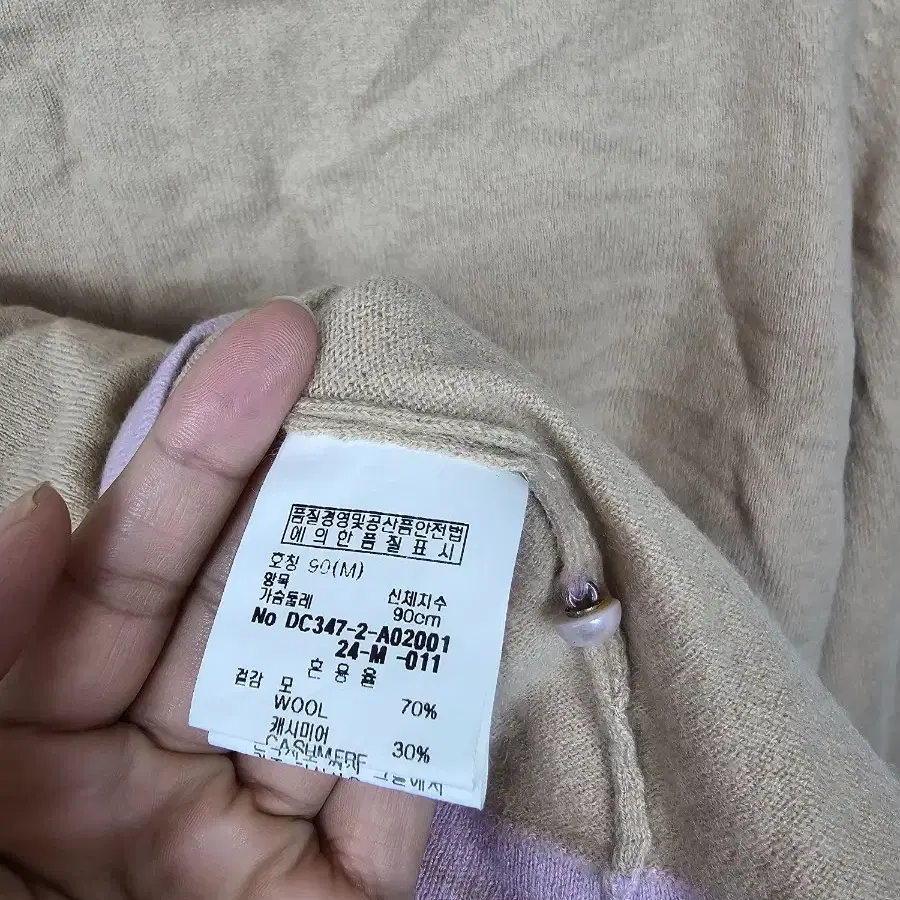 품질경영및공산품안전법
에의한품질표시
호칭 90(M)
항목
신체지수
가슴둘레
90cm
No DC347-2-A02001
24-M -011
혼용율
겉감 모
WOOL 70%
캐시미어
CASHMERE 30%